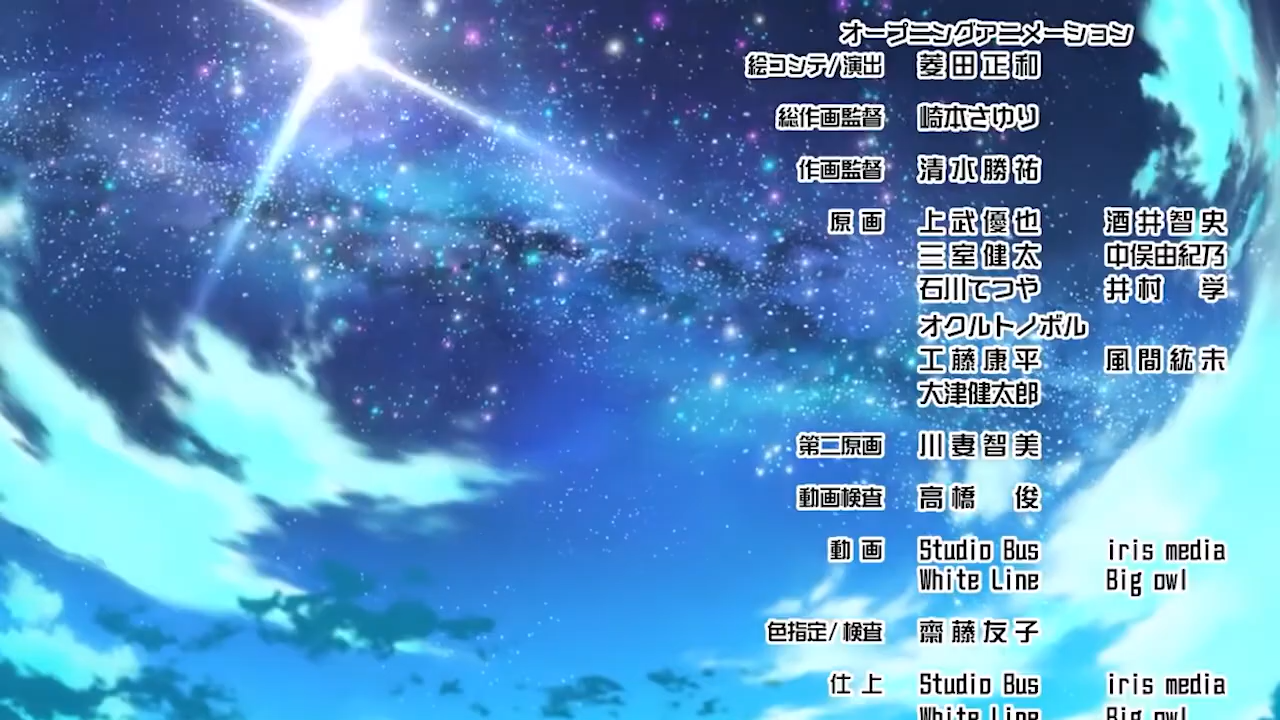 オープニングアニメーション
絵コンテ/演出 菱田正和
総作画監督 崎本さゆり
作画監督 清水勝祐
原画 上武優也 酒井智史
三室健太 中俣由紀乃
石川てつや 井村 学
オクルトノボル
工藤康平 風間紘未
大津健太郎
第二原画 川妻智美
動画検査 高橋 俊
動画 Studio Bus iris media
White Line Big owl
色指定/検査 齋藤友子
仕上 Studio Bus iris media
White Line Big owl